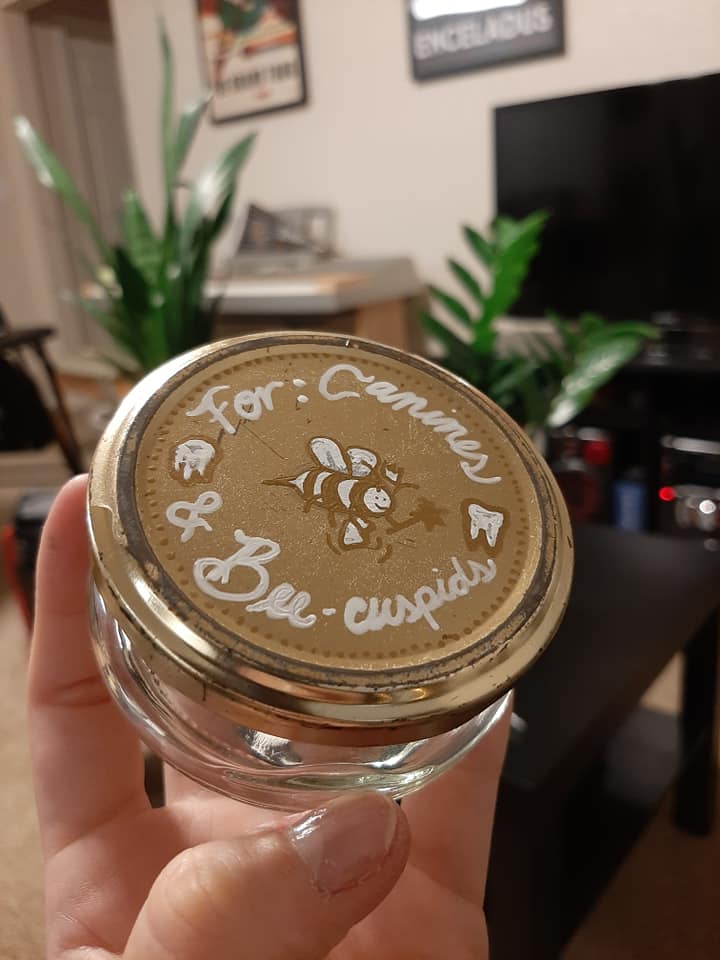 ENCELADUS
For: Canines
& Bee-cuspids